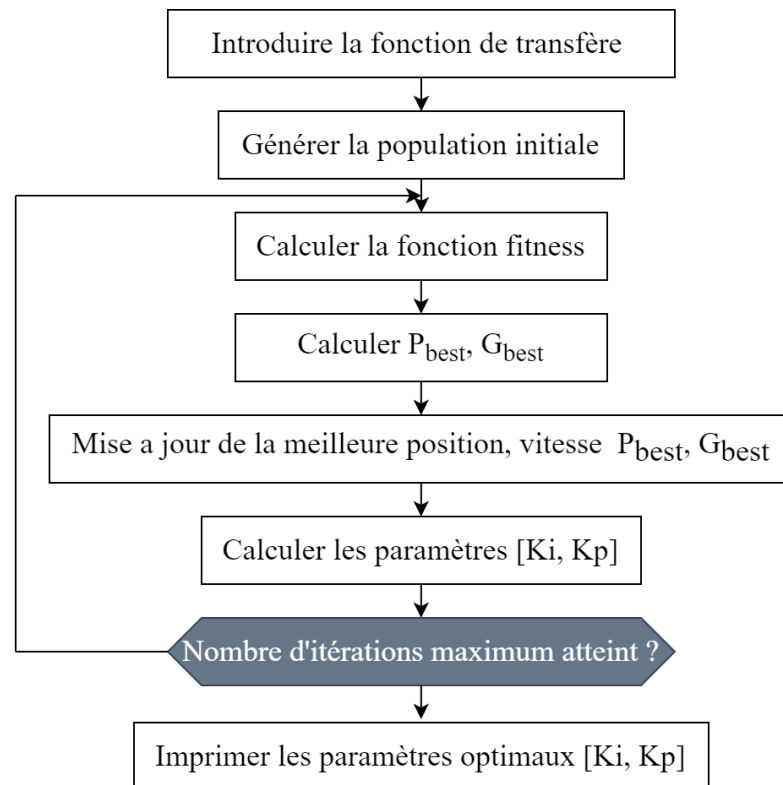 Introduire la fonction de transfère
Générer la population initiale
Calculer la fonction fitness
Calculer Pbest, Gbest
Mise a jour de la meilleure position, vitesse Pbest, Gbest
Calculer les paramètres [Ki, Kp]
Nombre d'itérations maximum atteint ?
Imprimer les paramètres optimaux [Ki, Kp]